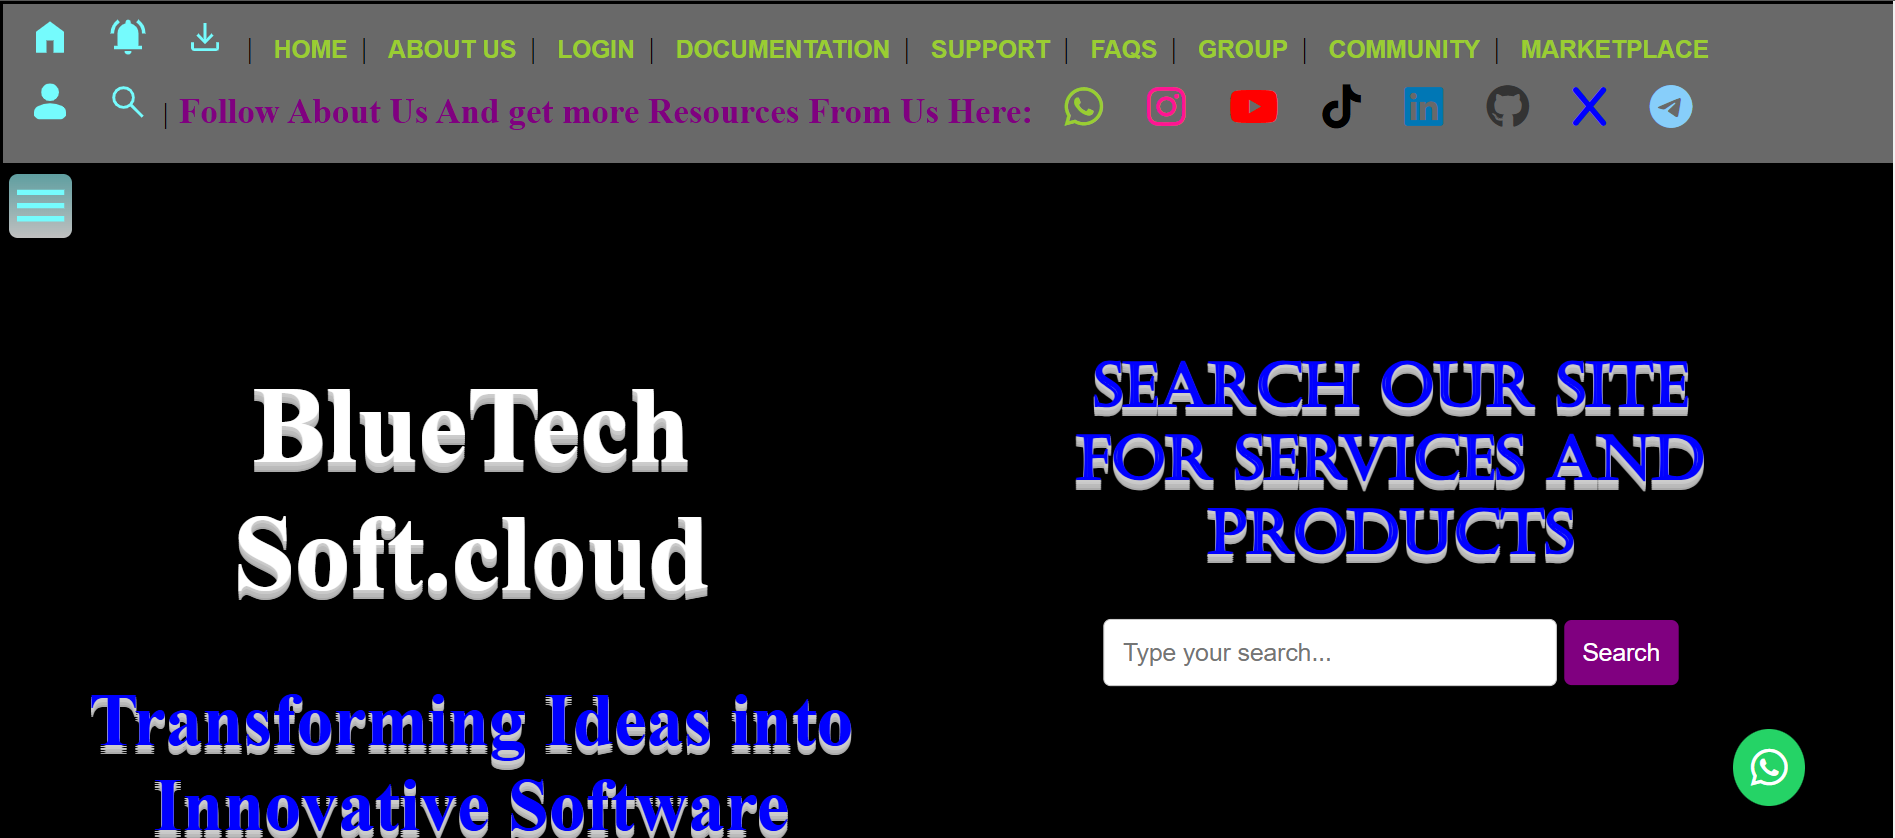 | HOME | ABOUT US | LOGIN | DOCUMENTATION | SUPPORT | FAQS | GROUP | COMMUNITY | MARKETPLACE
| Follow About Us And get more Resources From Us Here:
BlueTech
Soft.cloud
Transforming Ideas into
Innovative Software
SEARCH OUR SITE
FOR SERVICES AND
PRODUCTS
Type your search...
Search